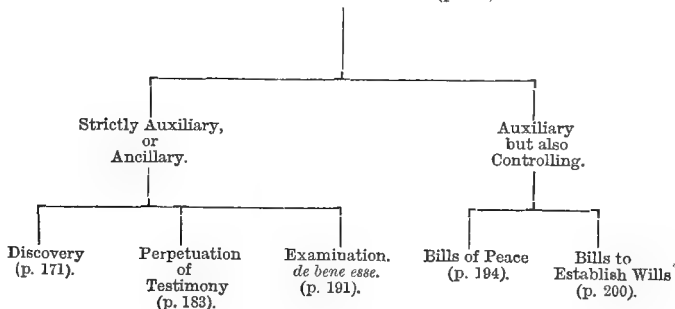 Strictly Auxiliary,
or
Ancillary.
Auxiliary
but also
Controlling.
Discovery
(p. 171).
Perpetuation
of
Testimony
(p. 183).
Examination.
de bene esse.
(p. 191).
Bills of Peace
(p. 194).
Bills to
Establish Wills
(p. 200).